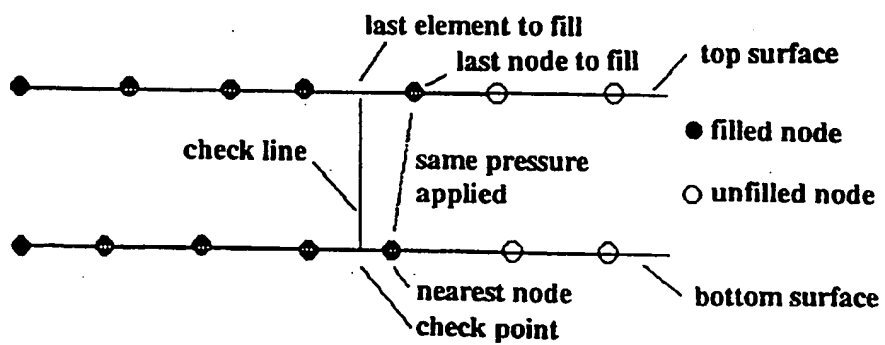 last element to fill
last node to fill
top surface
filled node
check line
same pressure
applied
unfilled node
nearest node
check point
bottom surface